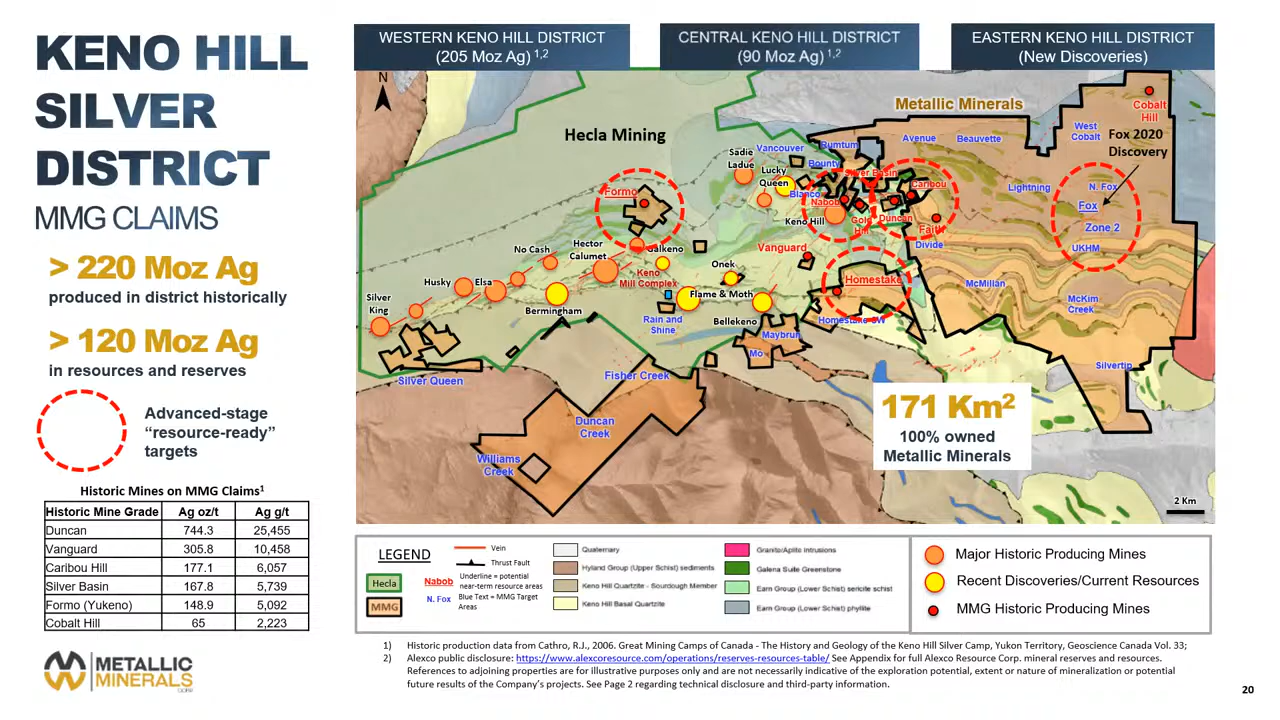 KENO HILL
SILVER
DISTRICT
MMG CLAIMS
> 220 Moz Ag
produced in district historically
> 120 Moz Ag
in resources and reserves
Advanced-stage
“resource-ready”
targets
Historic Mines on MMG Claims1
Historic Mine Grade Ag oz/t Ag g/t
Duncan 744.3 25,455
Vanguard 305.8 10,458
Caribou Hill 177.1 6,057
Silver Basin 167.8 5,739
Formo (Yukeno) 148.9 5,092
Cobalt Hill 65 2,223
METALLIC
MINERALS
CORP
WESTERN KENO HILL DISTRICT
(205 Moz Ag) 1,2
CENTRAL KENO HILL DISTRICT
(90 Moz Ag) 1,2
EASTERN KENO HILL DISTRICT
(New Discoveries)
N
Hecla Mining
Metallic Minerals
Cobalt
Hill
West
Cobalt
Fox 2020
Discovery
Avenue
Beauvette
Sadie
Ladue
Vancouver
Rumtum
Bounty
Lucky
Queen
Silver Basin
Caribou
Formo
Blanco
Nabob
Lightning
N. Fox
Fox
Zone 2
UKHM
Keno Hill
Gold
Hill
Duncan
Faith
Divide
No Cash
Hector
Calumet
Galkeno
Vanguard
Husky
Elsa
Keno
Mill Complex
Onek
Homestake
McMillan
Silver
King
Bermingham
Flame & Moth
McKim
Creek
Rain and
Shine
Bellekeno
Homestake SW
Maybrun
Mo
Silvertip
Silver Queen
Fisher Creek
Duncan
Creek
Williams
Creek
171 Km2
100% owned
Metallic Minerals
2 Km
LEGEND
Hecla
MMG
Vein
Thrust Fault
Nabob
Underline = potential
near-term resource areas
N. Fox
Blue Text = MMG Target
Areas
Quaternary
Hyland Group (Upper Schist) sediments
Keno Hill Quartzite - Sourdough Member
Keno Hill Basal Quartzite
Granite/Aplite intrusions
Galena Suite Greenstone
Earn Group (Lower Schist) sericite schist
Earn Group (Lower Schist) phyllite
Major Historic Producing Mines
Recent Discoveries/Current Resources
MMG Historic Producing Mines
1) Historic production data from Cathro, R.J., 2006. Great Mining Camps of Canada - The History and Geology of the Keno Hill Silver Camp, Yukon Territory, Geoscience Canada Vol. 33;
2) Alexco public disclosure: https://www.alexcoresource.com/operations/reserves-resources-table/ See Appendix for full Alexco Resource Corp. mineral reserves and resources.
References to adjoining properties are for illustrative purposes only and are not necessarily indicative of the exploration potential, extent or nature of mineralization or potential
future results of the Company’s projects. See Page 2 regarding technical disclosure and third-party information.
20